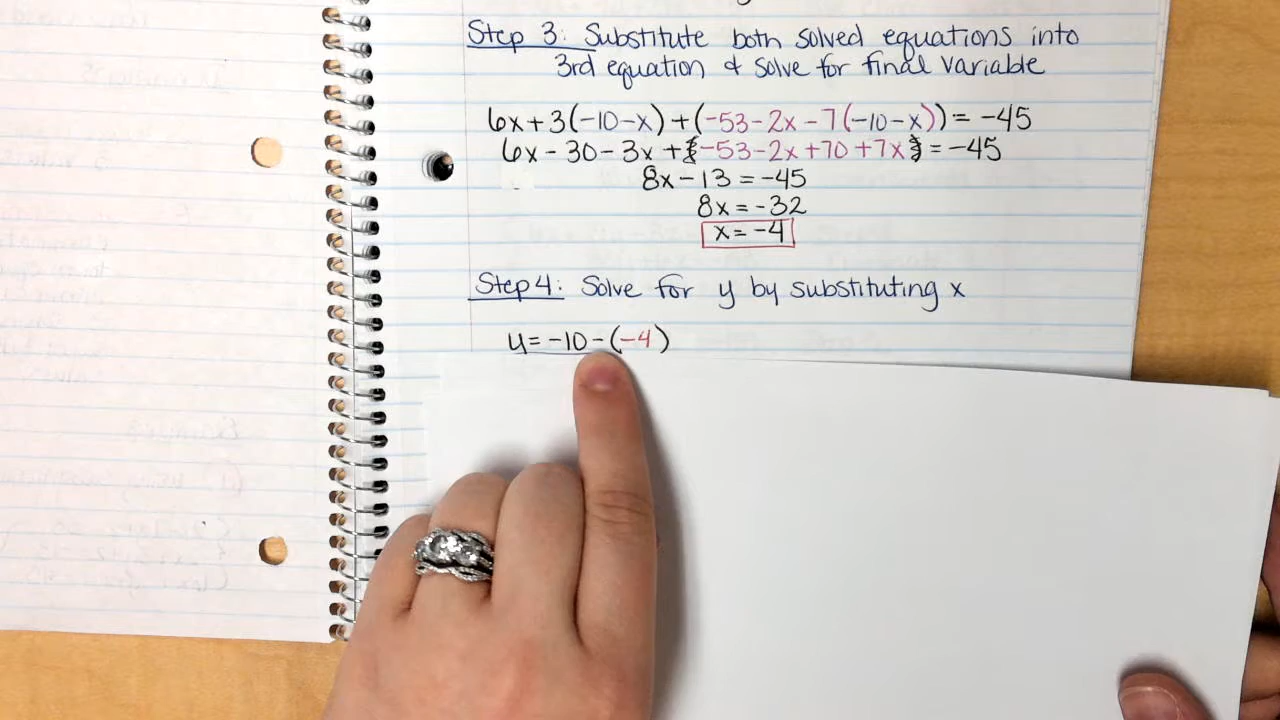 Step 3: Substitute both solved equations into
3rd equation & solve for final variable
6x+3(-10-x)+(-53-2x-7(-10-x))=-45
6x-30-3x+{-53-2x+70+7x}=-45
8x-13=-45
8x=-32
x=-4
Step 4: Solve for y by substituting x
y=-10-(-4)